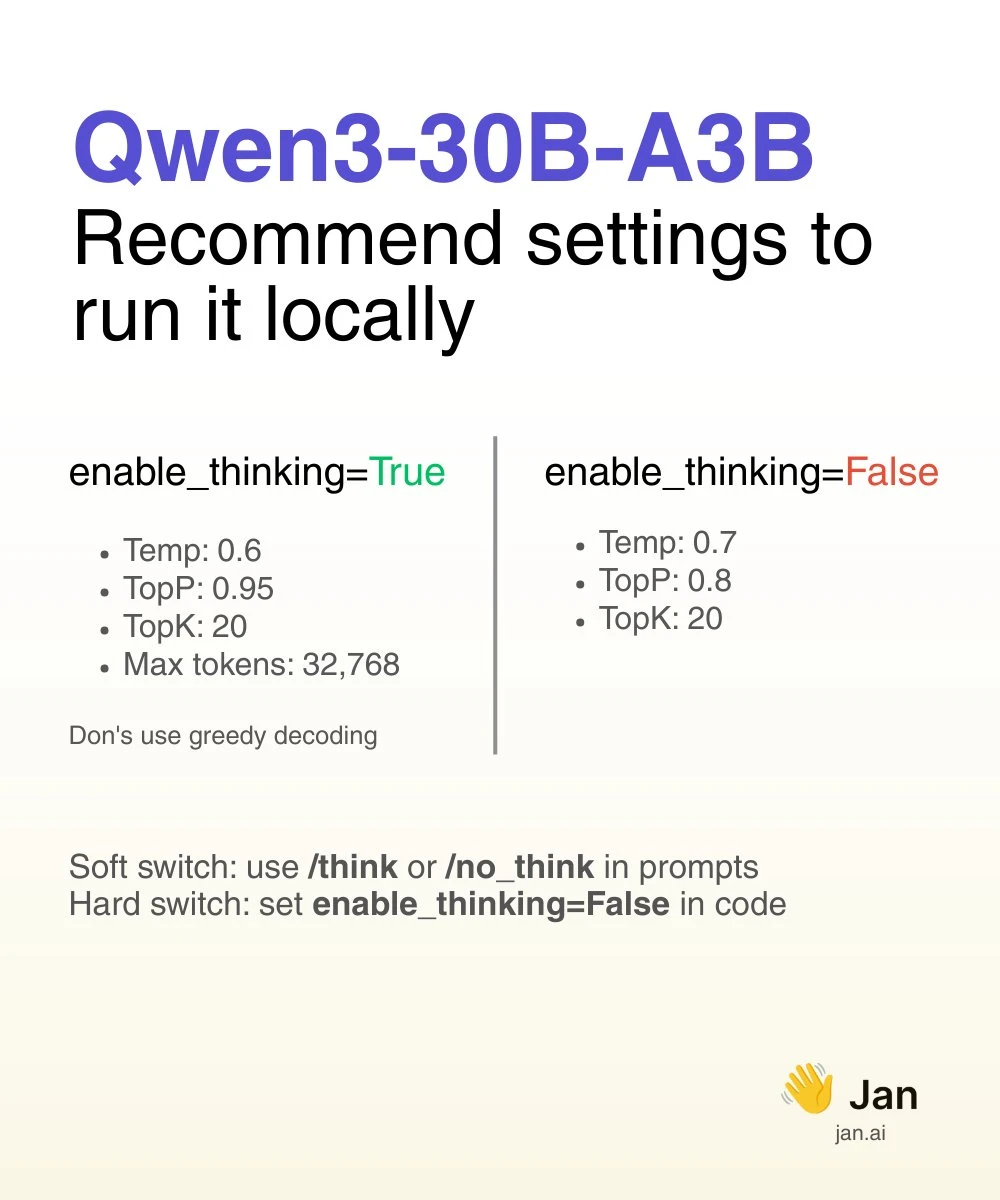 Qwen3-30B-A3B
Recommend settings to
run it locally
enable_thinking=True
• Temp: 0.6
• TopP: 0.95
• TopK: 20
• Max tokens: 32,768
Don's use greedy decoding
enable_thinking=False
• Temp: 0.7
• TopP: 0.8
• TopK: 20
Soft switch: use /think or /no_think in prompts
Hard switch: set enable_thinking=False in code
👋 Jan
jan.ai